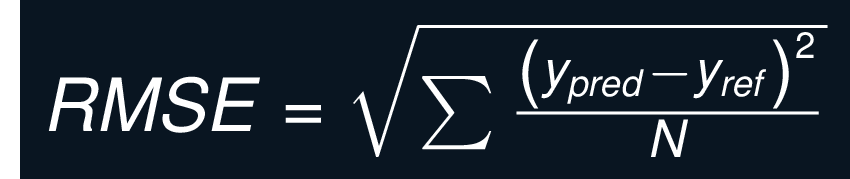 RMSE = √∑ (y_pred − y_ref)² / N